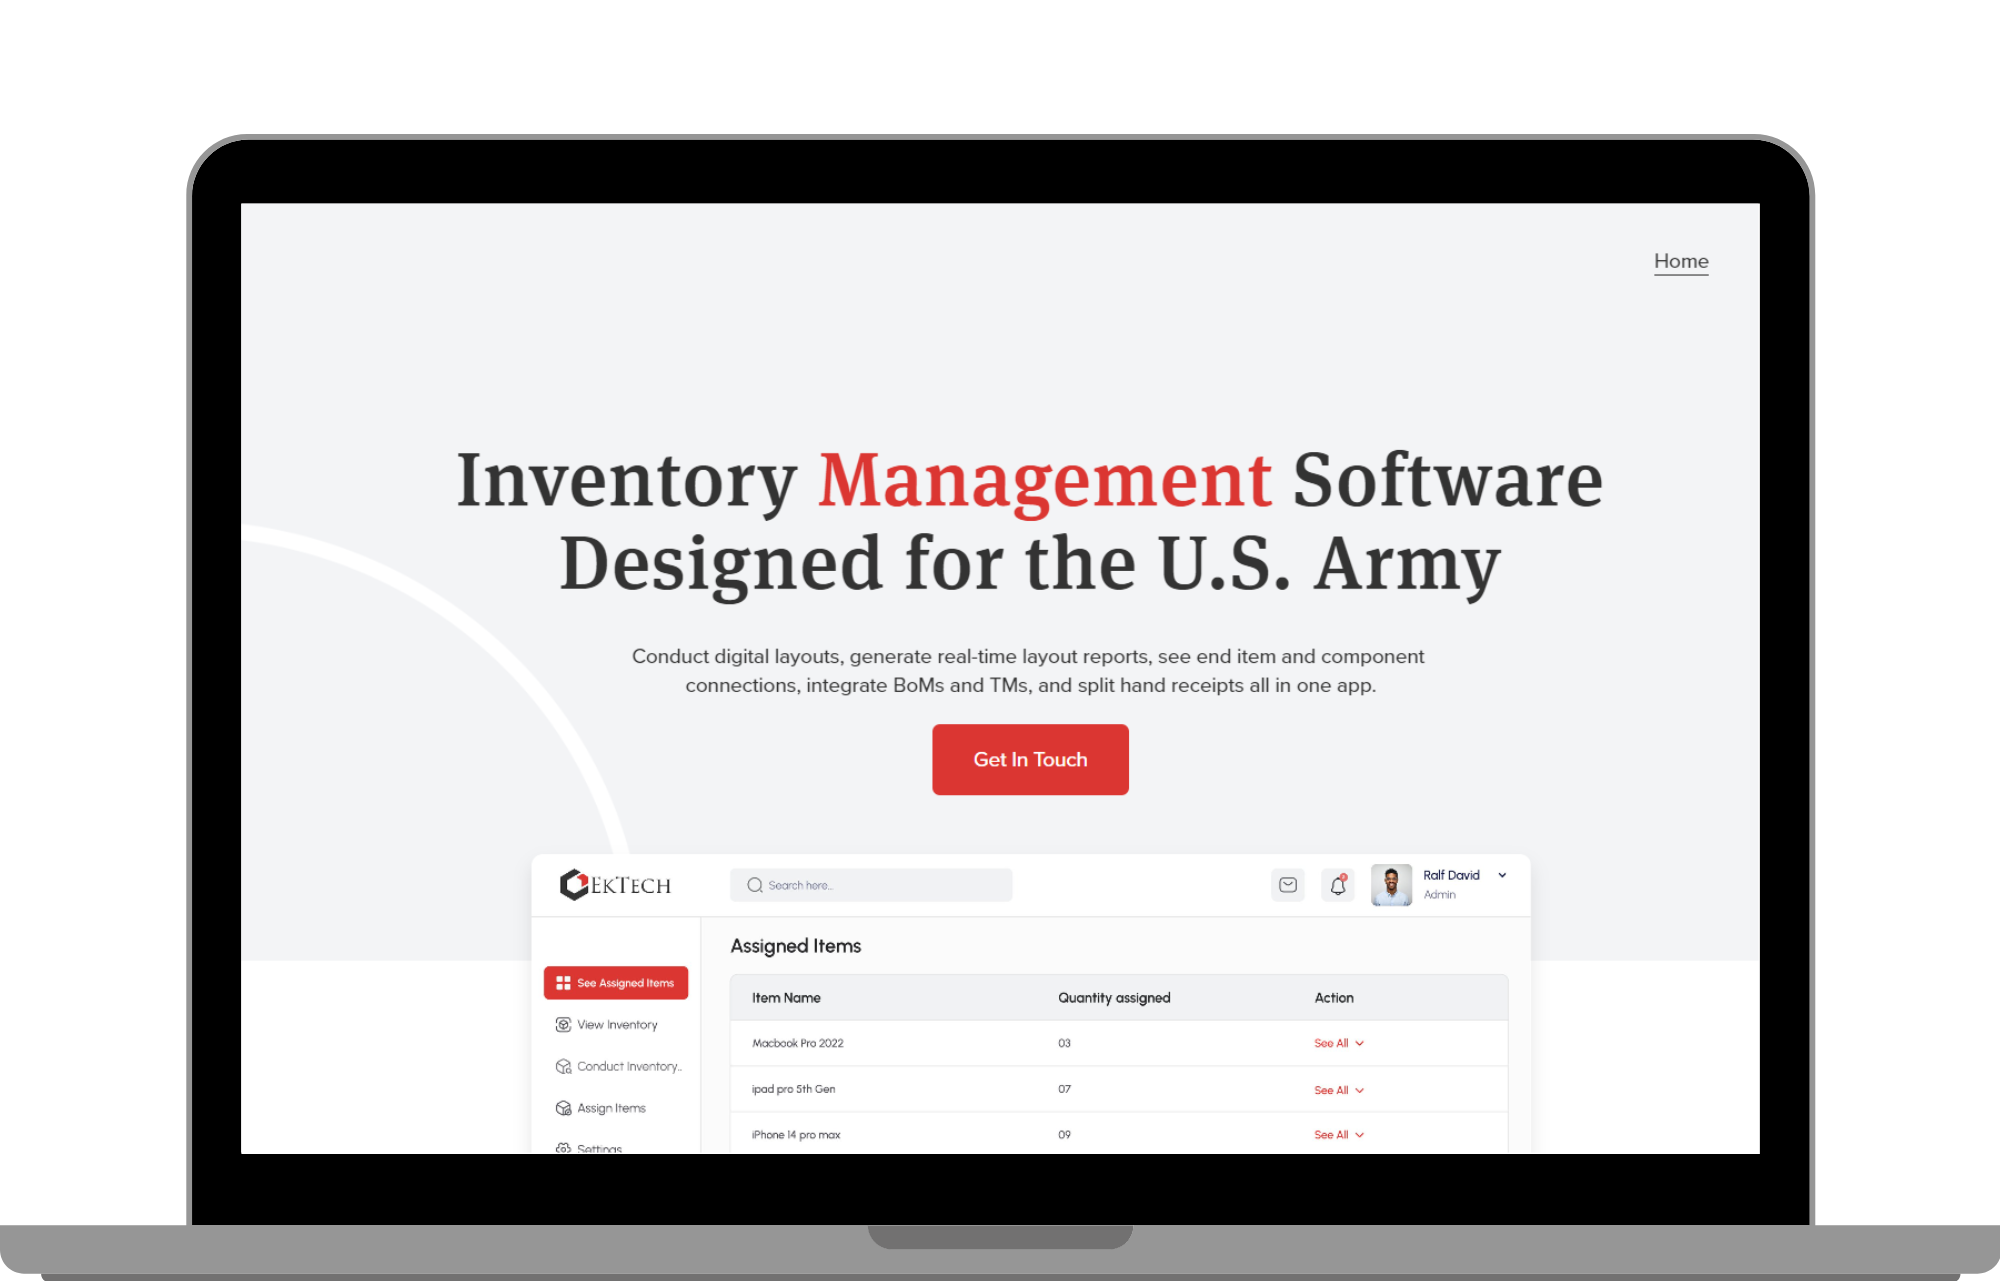 Home
Inventory Management Software
Designed for the U.S. Army
Conduct digital layouts, generate real-time layout reports, see end item and component
connections, integrate BoMs and TMs, and split hand receipts all in one app.
Get In Touch
EKTECH
Search here..
Ralf David
Admin
Assigned Items
See Assigned Items
View Inventory
Conduct Inventory..
Assign Items
Settings
Item Name Quantity assigned Action
Macbook Pro 2022 03 See All
ipad pro 5th Gen 07 See All
iPhone 14 pro max 09 See All